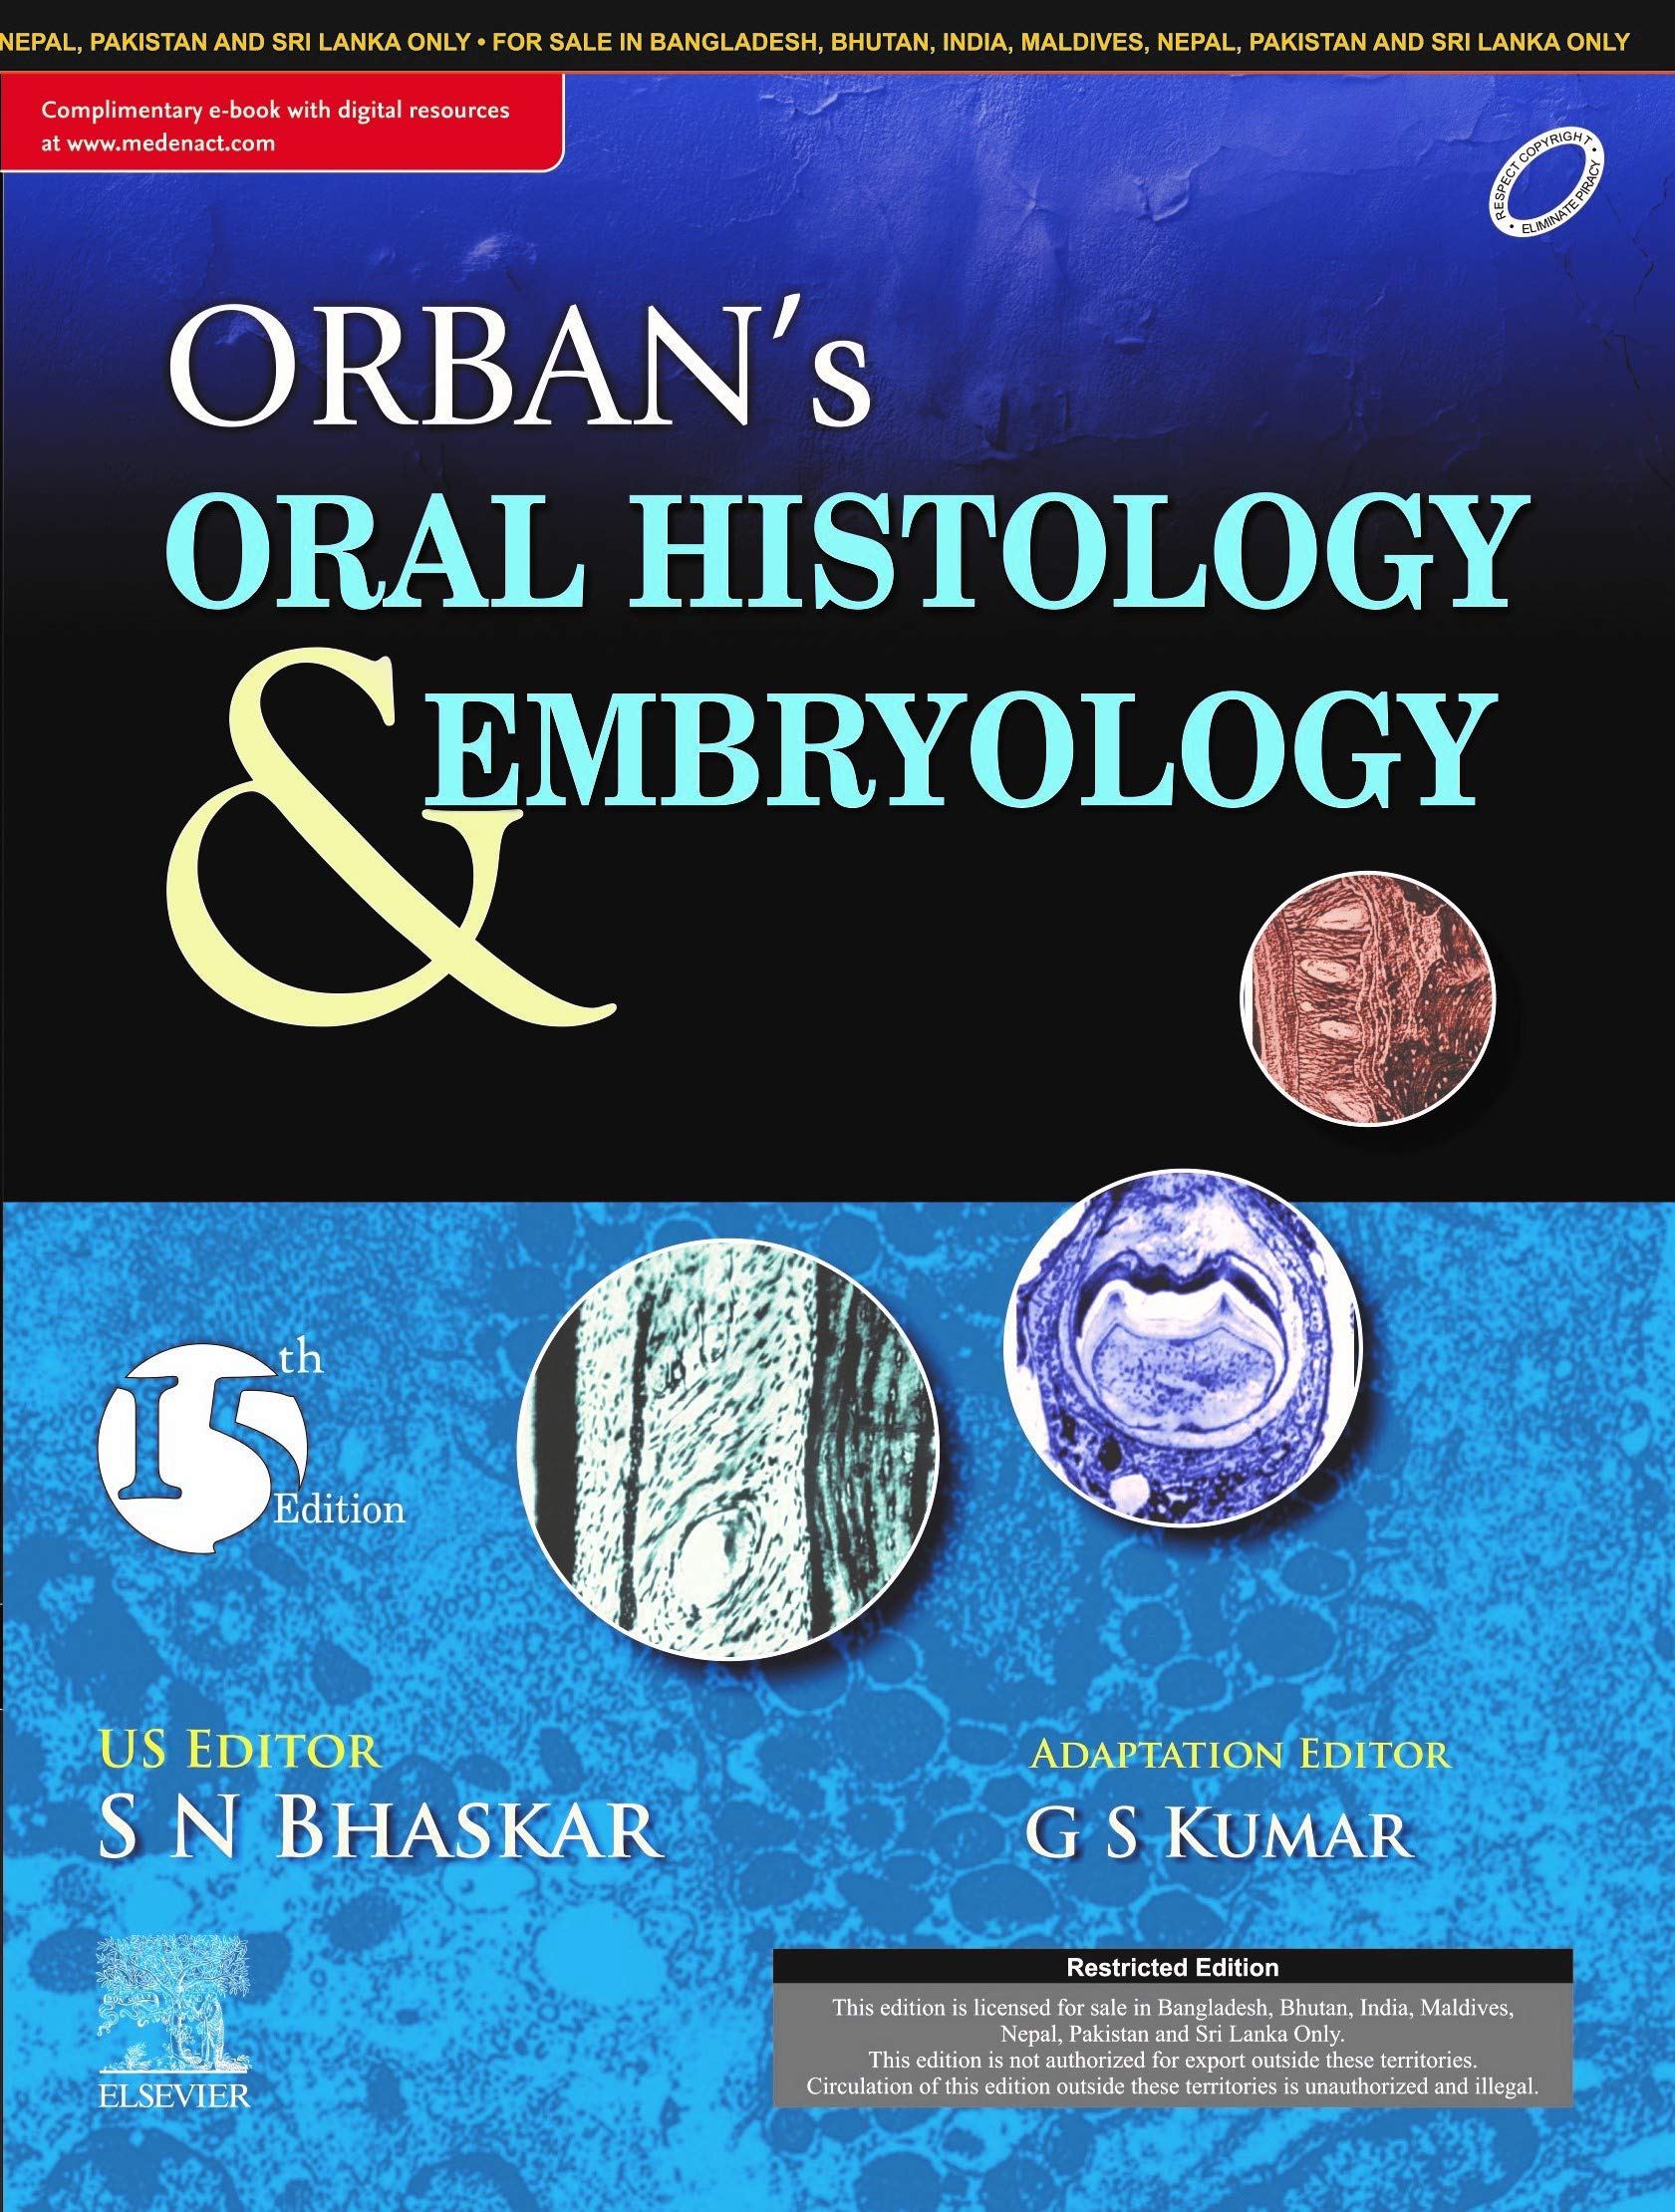 NEPAL, PAKISTAN AND SRI LANKA ONLY • FOR SALE IN BANGLADESH, BHUTAN, INDIA, MALDIVES, NEPAL, PAKISTAN AND SRI LANKA ONLY
Complimentary e-book with digital resources
at www.medenact.com
RESPECT COPYRIGHT • ELIMINATE PIRACY •
ORBAN's
ORAL HISTOLOGY
& EMBRYOLOGY
15th
Edition
US EDITOR
S N BHASKAR
ADAPTATION EDITOR
G S KUMAR
ELSEVIER
Restricted Edition
This edition is licensed for sale in Bangladesh, Bhutan, India, Maldives,
Nepal, Pakistan and Sri Lanka Only.
This edition is not authorized for export outside these territories.
Circulation of this edition outside these territories is unauthorized and illegal.